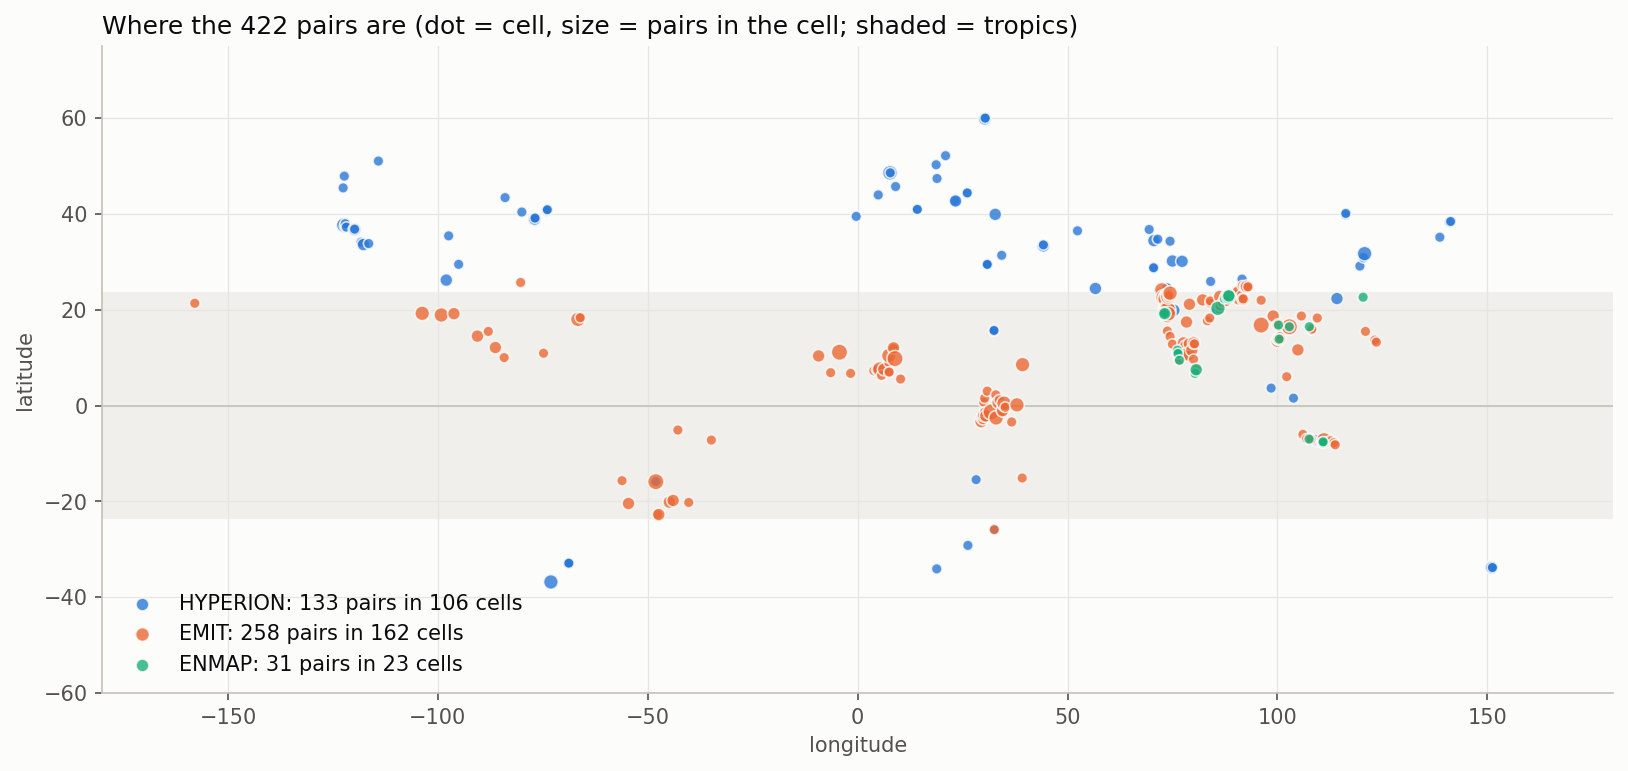 Where the 422 pairs are (dot = cell, size = pairs in the cell; shaded = tropics)
60
40
20
0
−20
−40
−60
latitude
HYPERION: 133 pairs in 106 cells
EMIT: 258 pairs in 162 cells
ENMAP: 31 pairs in 23 cells
−150
−100
−50
0
50
100
150
longitude